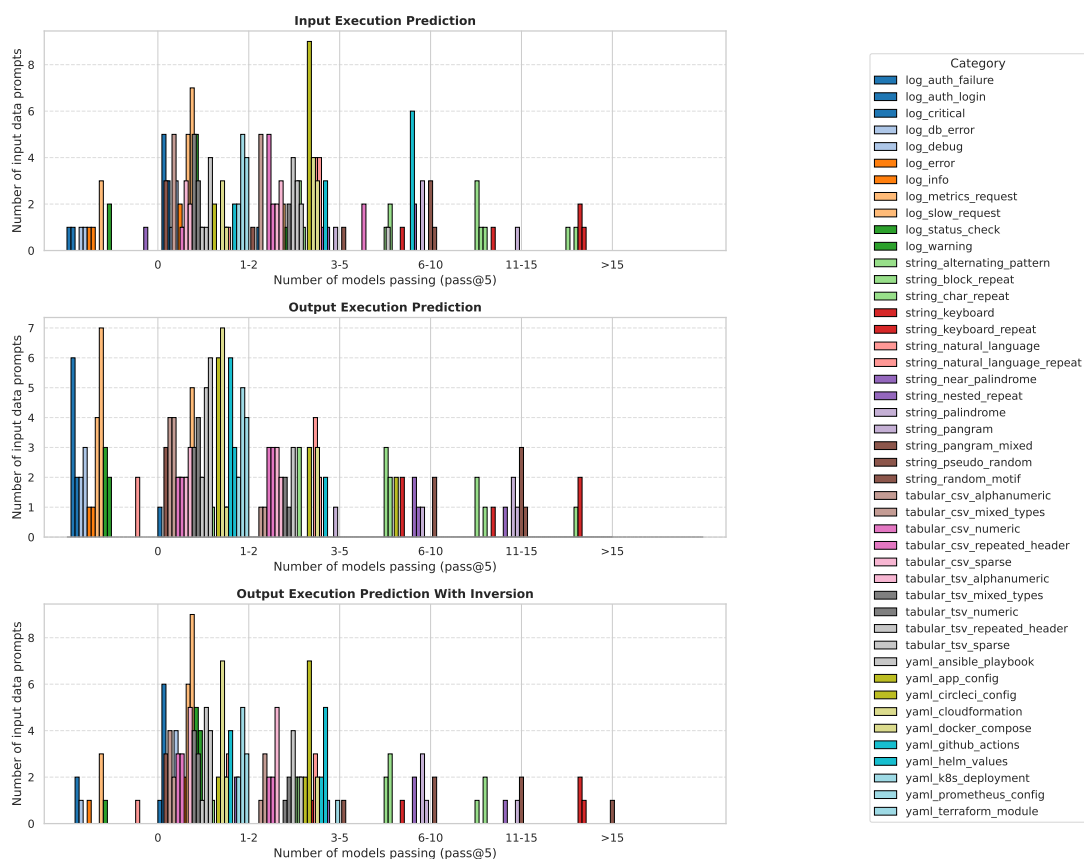 Input Execution Prediction
Number of input data prompts
8
6
4
2
0
0 1-2 3-5 6-10 11-15 >15
Number of models passing (pass@5)
Output Execution Prediction
Number of input data prompts
7
6
5
4
3
2
1
0
0 1-2 3-5 6-10 11-15 >15
Number of models passing (pass@5)
Output Execution Prediction With Inversion
Number of input data prompts
8
6
4
2
0
0 1-2 3-5 6-10 11-15 >15
Number of models passing (pass@5)
Category
log_auth_failure
log_auth_login
log_critical
log_db_error
log_debug
log_error
log_info
log_metrics_request
log_slow_request
log_status_check
log_warning
string_alternating_pattern
string_block_repeat
string_char_repeat
string_keyboard
string_keyboard_repeat
string_natural_language
string_natural_language_repeat
string_near_palindrome
string_nested_repeat
string_palindrome
string_pangram
string_pangram_mixed
string_pseudo_random
string_random_motif
tabular_csv_alphanumeric
tabular_csv_mixed_types
tabular_csv_numeric
tabular_csv_repeated_header
tabular_csv_sparse
tabular_tsv_alphanumeric
tabular_tsv_mixed_types
tabular_tsv_numeric
tabular_tsv_repeated_header
tabular_tsv_sparse
yaml_ansible_playbook
yaml_app_config
yaml_circleci_config
yaml_cloudformation
yaml_docker_compose
yaml_github_actions
yaml_helm_values
yaml_k8s_deployment
yaml_prometheus_config
yaml_terraform_module